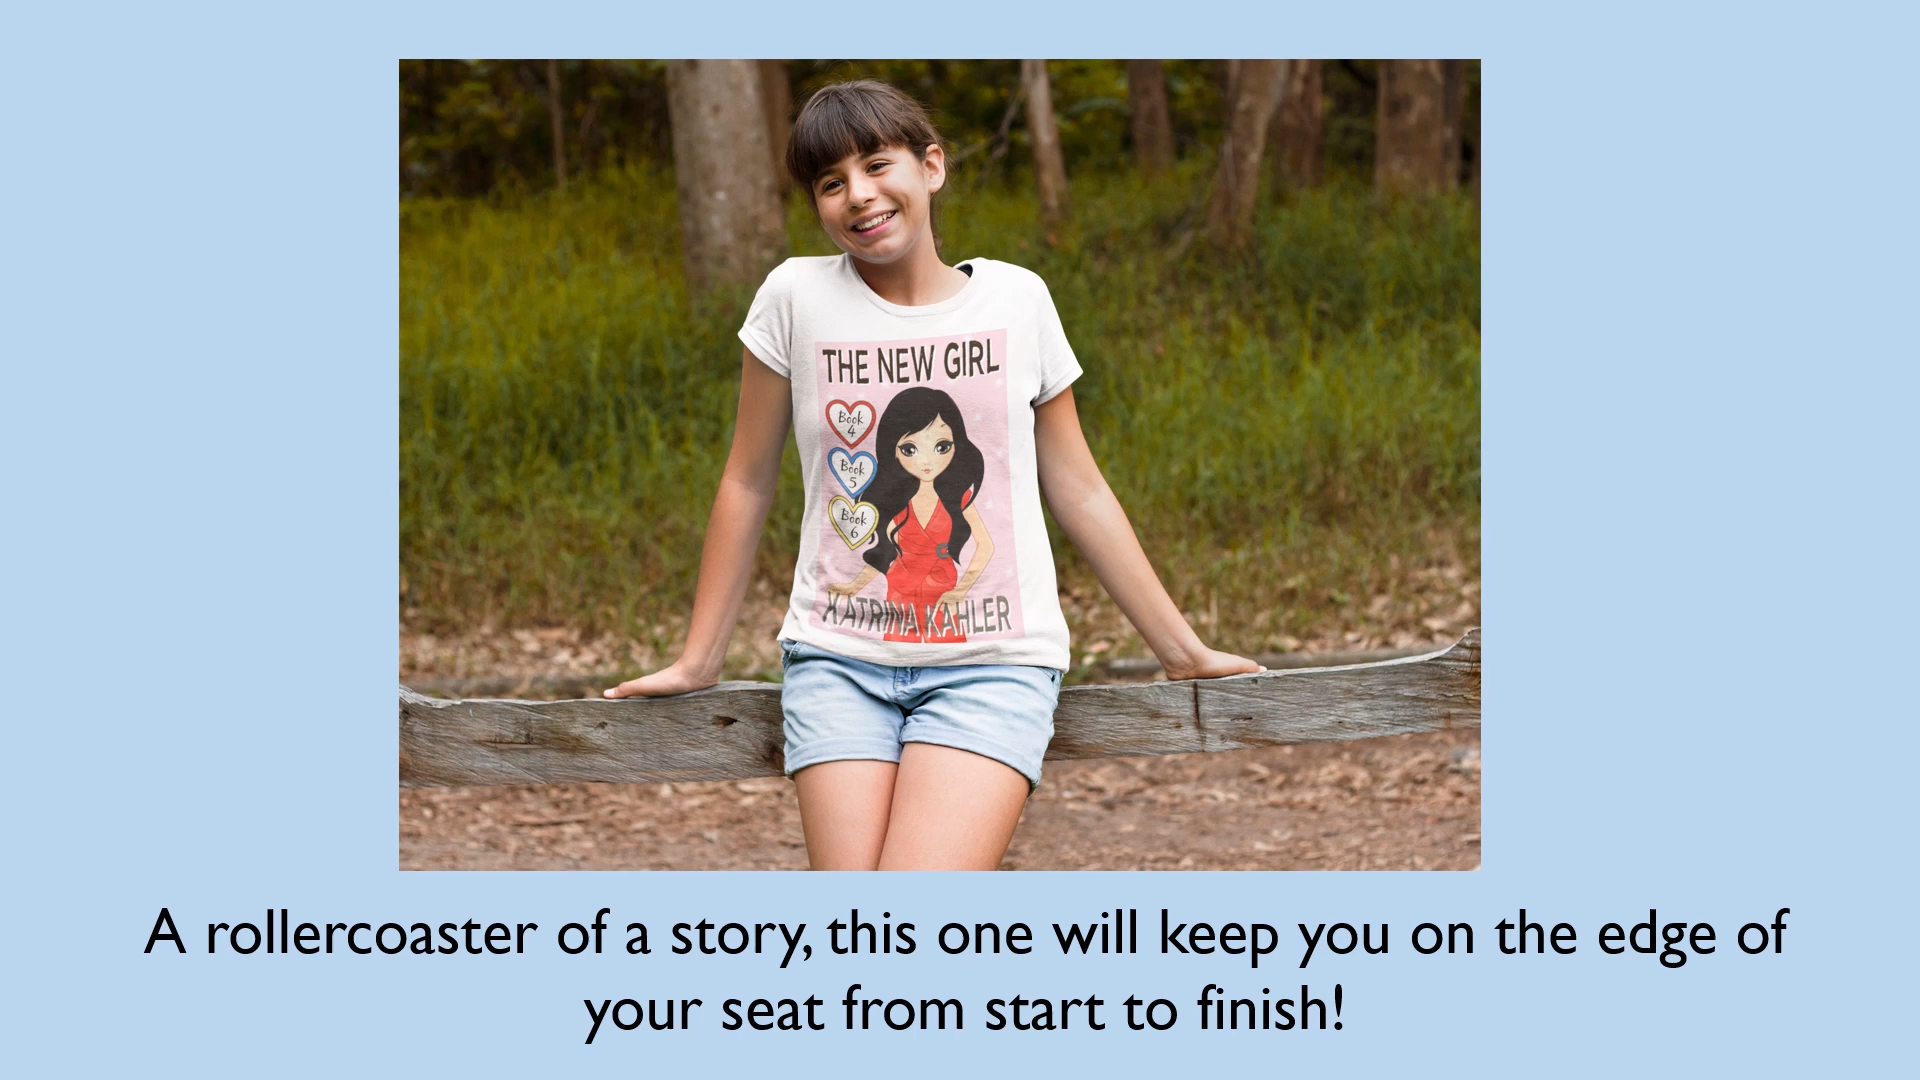 THE NEW GIRL
Book
4
Book
5
Book
6
KATRINA KAHLER
A rollercoaster of a story, this one will keep you on the edge of
your seat from start to finish!